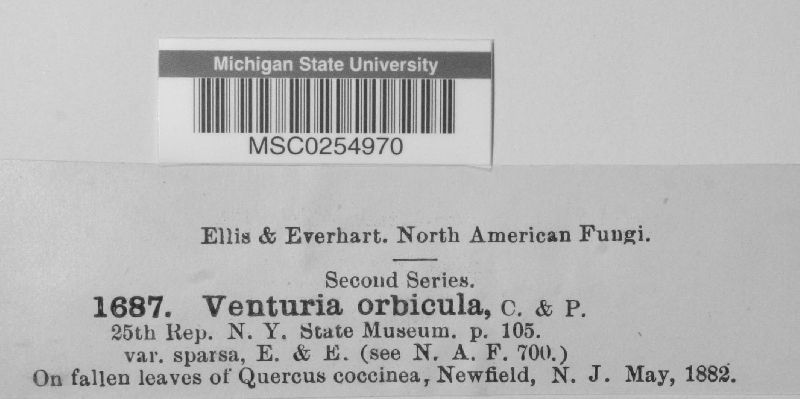 Michigan State University
MSC0254970
Ellis & Everhart. North American Fungi.
Second Series.
1687. Venturia orbicula, C. & P.
25th Rep. N. Y. State Museum. p. 105.
var. sparsa, E. & E. (see N. A. F. 700.)
On fallen leaves of Quercus coccinea, Newfield, N. J. May, 1882.